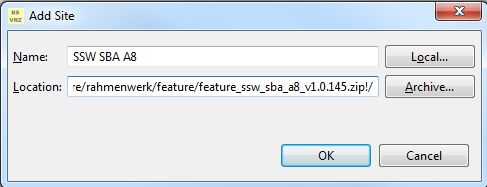 BS
VRZ
Add Site
Name: SSW SBA A8 Local...
Location: re/rahmenwerk/feature/feature_ssw_sba_a8_v1.0.145.zip!/ Archive...
OK Cancel